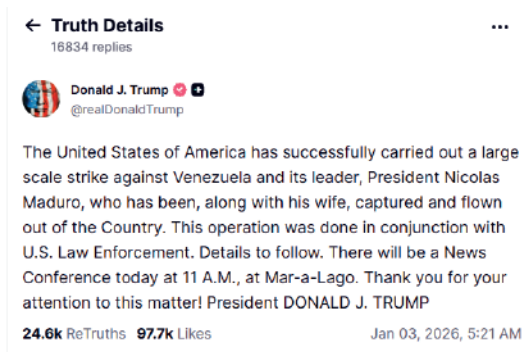 ← Truth Details
...
16834 replies
Donald J. Trump
@realDonaldTrump
The United States of America has successfully carried out a large
scale strike against Venezuela and its leader, President Nicolas
Maduro, who has been, along with his wife, captured and flown
out of the Country. This operation was done in conjunction with
U.S. Law Enforcement. Details to follow. There will be a News
Conference today at 11 A.M., at Mar-a-Lago. Thank you for your
attention to this matter! President DONALD J. TRUMP
24.6k ReTruths 97.7k Likes Jan 03, 2026, 5:21 AM